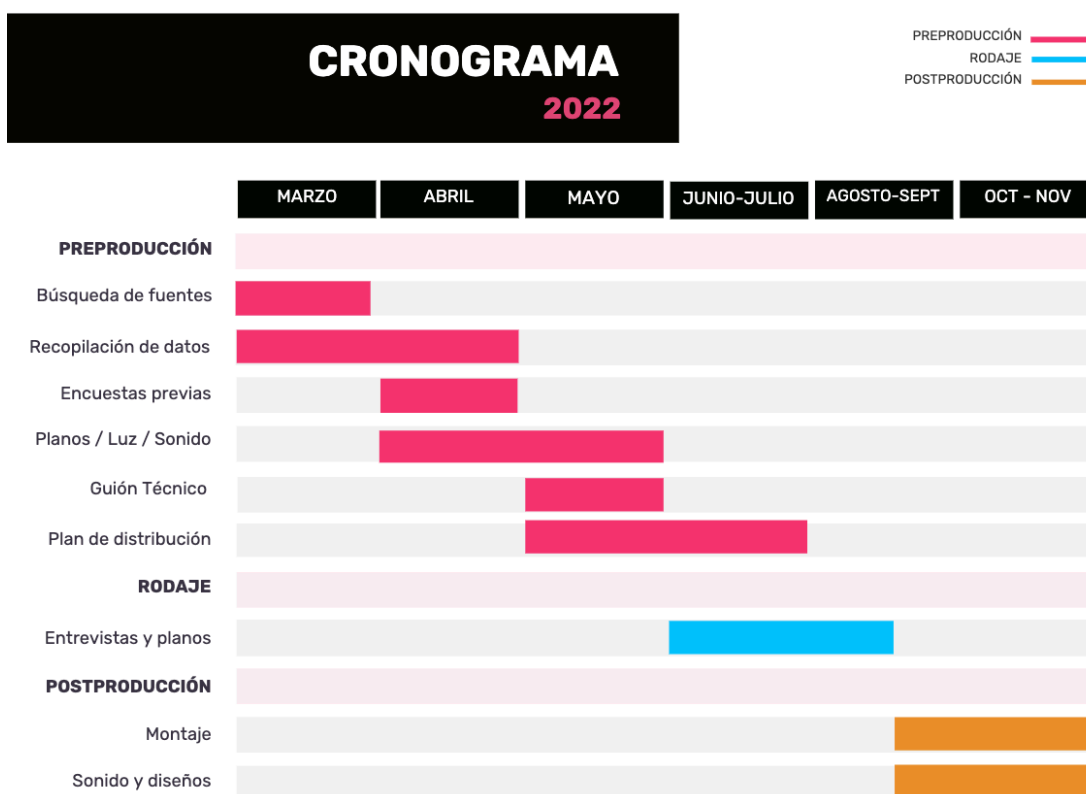 CRONOGRAMA
2022
PREPRODUCCIÓN
RODAJE
POSTPRODUCCIÓN
MARZO ABRIL MAYO JUNIO-JULIO AGOSTO-SEPT OCT - NOV
PREPRODUCCIÓN
Búsqueda de fuentes
Recopilación de datos
Encuestas previas
Planos / Luz / Sonido
Guión Técnico
Plan de distribución
RODAJE
Entrevistas y planos
POSTPRODUCCIÓN
Montaje
Sonido y diseños